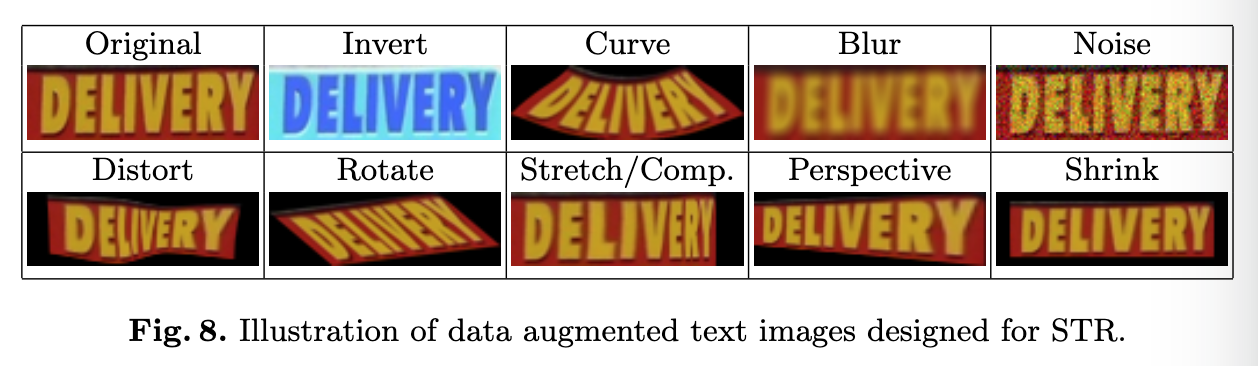 Original Invert Curve Blur Noise
DELIVERY DELIVERY DELIVERY DELIVERY DELIVERY
Distort Rotate Stretch/Comp. Perspective Shrink
DELIVERY DELIVERY DELIVERY DELIVERY DELIVERY
Fig. 8. Illustration of data augmented text images designed for STR.